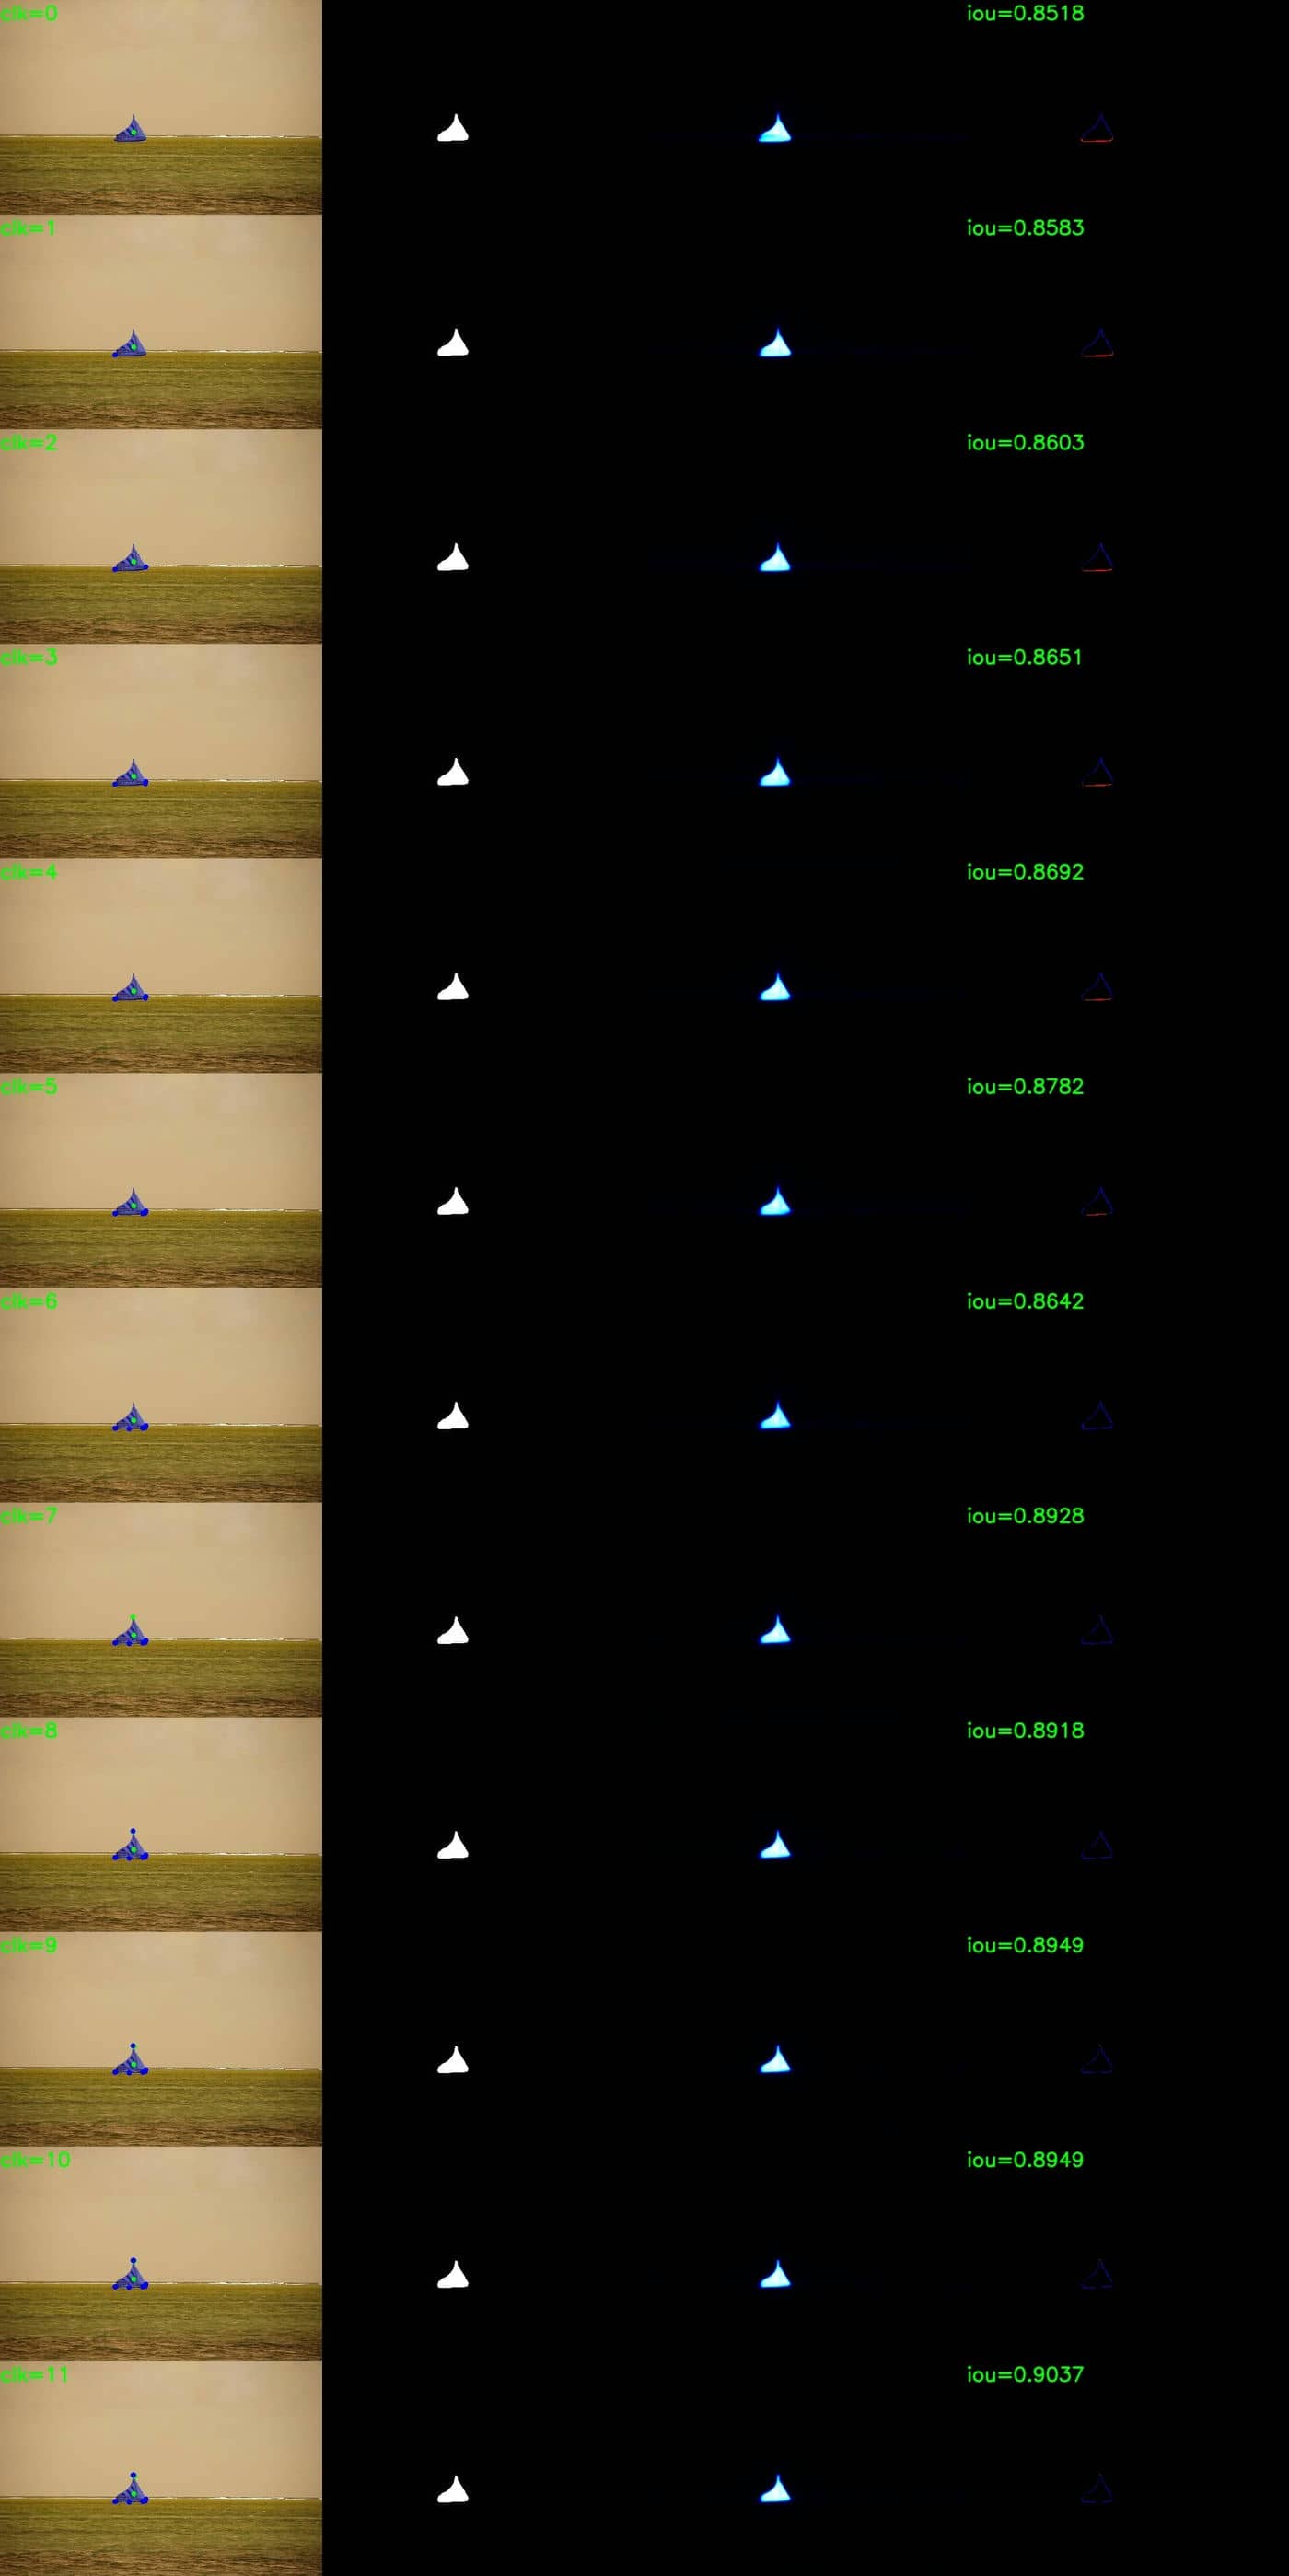 clk=0 iou=0.8518
clk=1 iou=0.8583
clk=2 iou=0.8603
clk=3 iou=0.8651
clk=4 iou=0.8692
clk=5 iou=0.8782
clk=6 iou=0.8642
clk=7 iou=0.8928
clk=8 iou=0.8918
clk=9 iou=0.8949
clk=10 iou=0.8949
clk=11 iou=0.9037